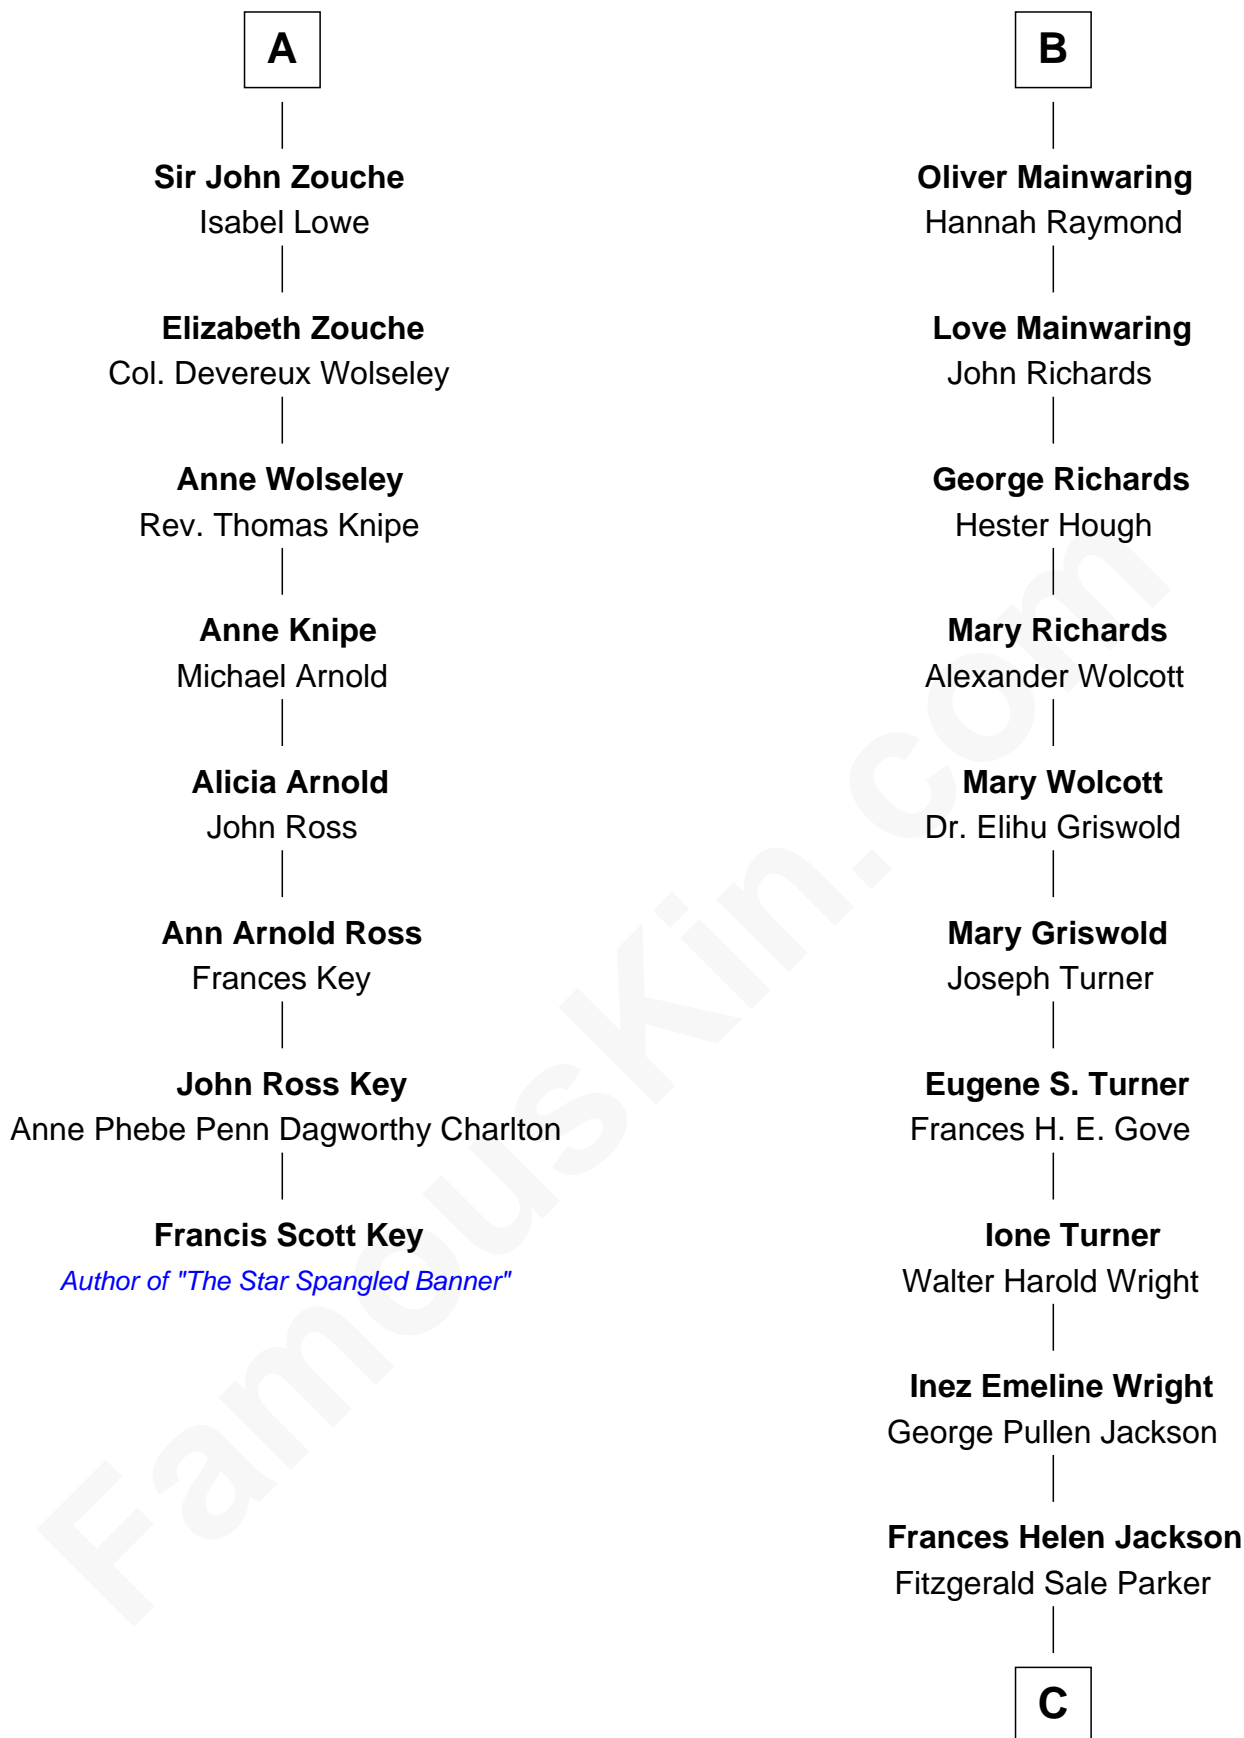 A
Sir John Zouche
Isabel Lowe
Elizabeth Zouche
Col. Devereux Wolseley
Anne Wolseley
Rev. Thomas Knipe
Anne Knipe
Michael Arnold
Alicia Arnold
John Ross
Ann Arnold Ross
Frances Key
John Ross Key
Anne Phebe Penn Dagworthy Charlton
Francis Scott Key
Author of "The Star Spangled Banner"
B
Oliver Mainwaring
Hannah Raymond
Love Mainwaring
John Richards
George Richards
Hester Hough
Mary Richards
Alexander Wolcott
Mary Wolcott
Dr. Elihu Griswold
Mary Griswold
Joseph Turner
Eugene S. Turner
Frances H. E. Gove
Ione Turner
Walter Harold Wright
Inez Emeline Wright
George Pullen Jackson
Frances Helen Jackson
Fitzgerald Sale Parker
C
FamousKin.com